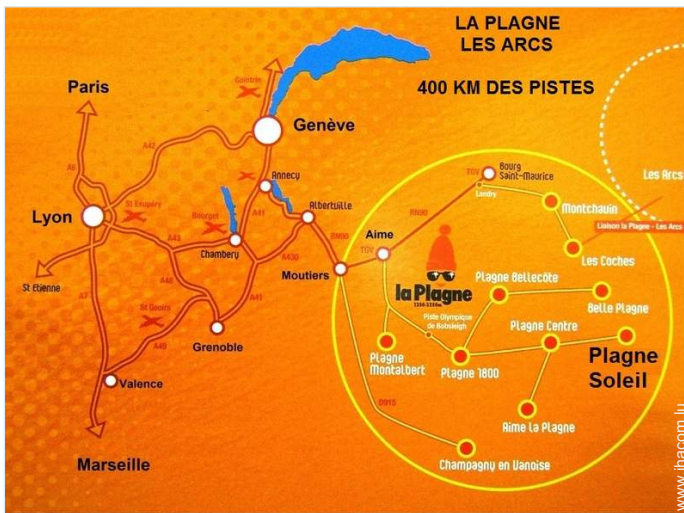 LA PLAGNE
LES ARCS
400 KM DES PISTES
Cointrin
Paris
Genève
A42
A6
Annecy
TGV
Bourg
Saint-Maurice
Landry
Les Arcs
St Exupéry
Bourget
A41
Albertville
Montchavin
Lyon
A43
RN90
Liaison la Plagne - Les Arcs
Aime
Chambery
A430
RN90
TGV
Les Coches
St Etienne
A48
Moutiers
la Plagne
Plagne Bellecôte
A7
A41
Belle Plagne
St Geoirs
Piste Olympique
de Bobsleigh
Plagne Centre
Grenoble
Plagne
Montalbert
Plagne 1800
Plagne
Soleil
A49
Valence
D915
Aime la Plagne
Marseille
Champagny en Vanoise
www.ihacom.lu